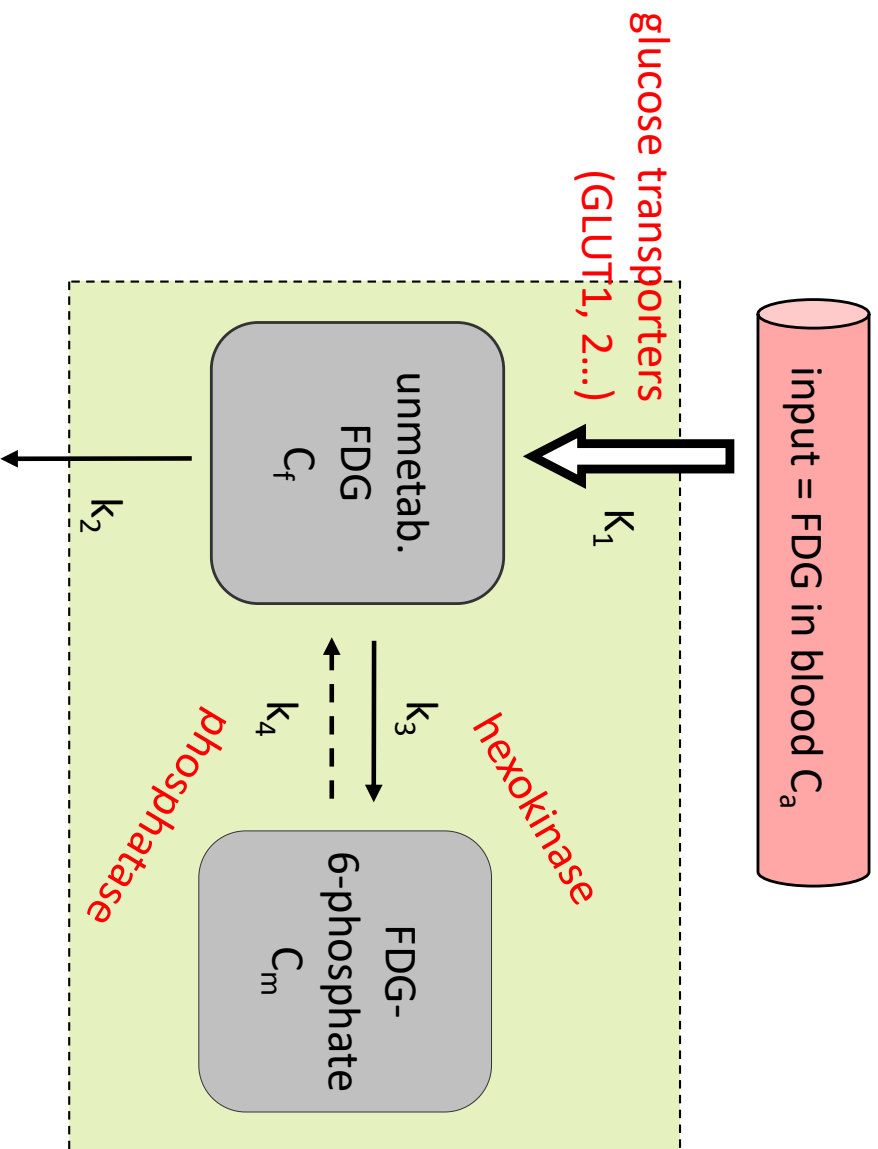 input = FDG in blood Cₐ
glucose transporters
(GLUT1, 2...)
K₁
unmetab.
FDG
C_f
k₂
k₃
k₄
hexokinase
phosphatase
FDG-
6-phosphate
Cₘ